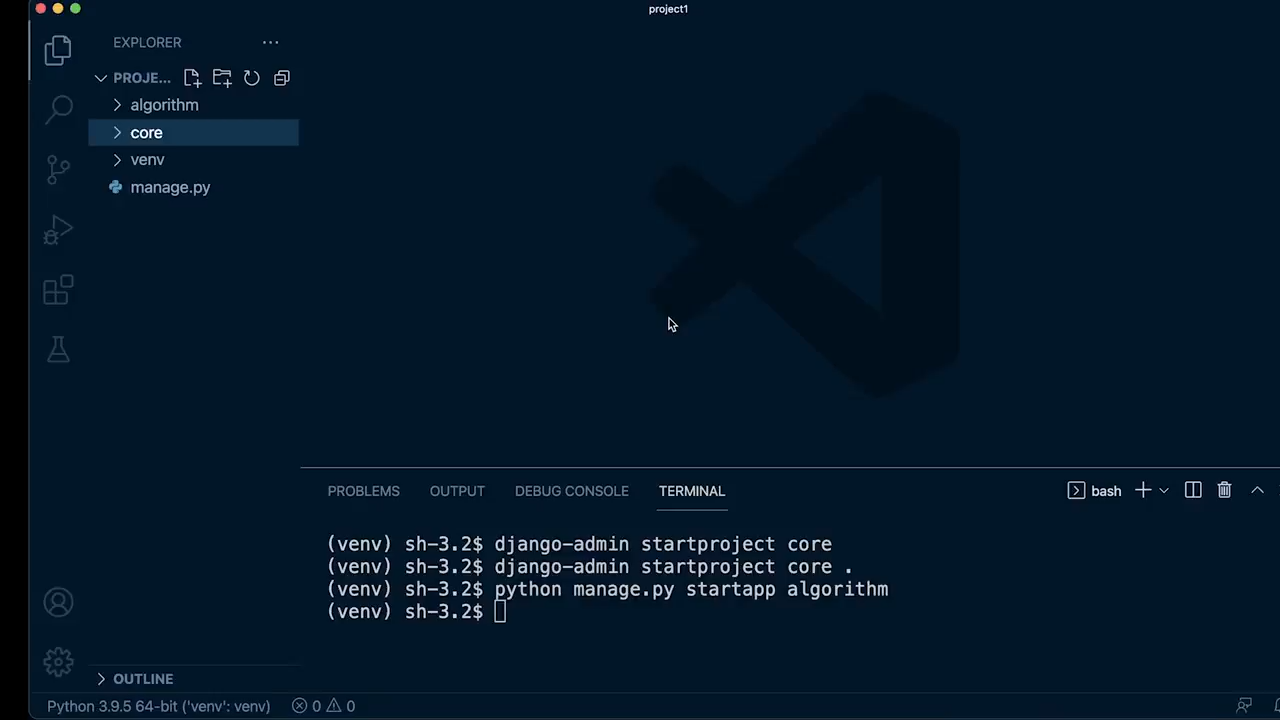 project1
EXPLORER
PROJE...
algorithm
core
venv
manage.py
PROBLEMS OUTPUT DEBUG CONSOLE TERMINAL
bash
(venv) sh-3.2$ django-admin startproject core
(venv) sh-3.2$ django-admin startproject core .
(venv) sh-3.2$ python manage.py startapp algorithm
(venv) sh-3.2$
OUTLINE
Python 3.9.5 64-bit ('venv': venv) 0 0